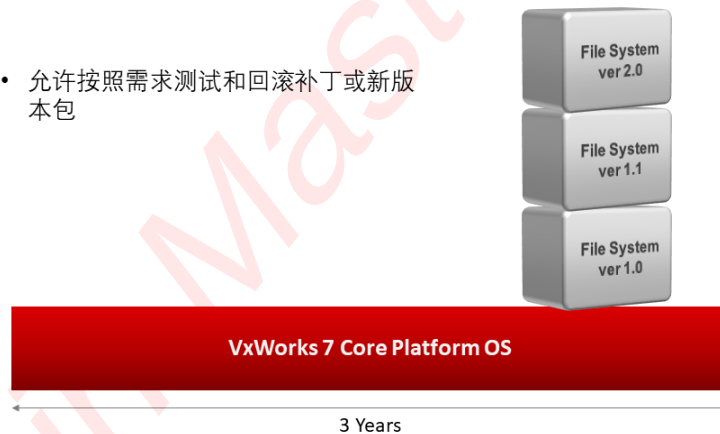 • 允许按照需求测试和回滚补丁或新版
本包
File System
ver 2.0
File System
ver 1.1
File System
ver 1.0
VxWorks 7 Core Platform OS
3 Years